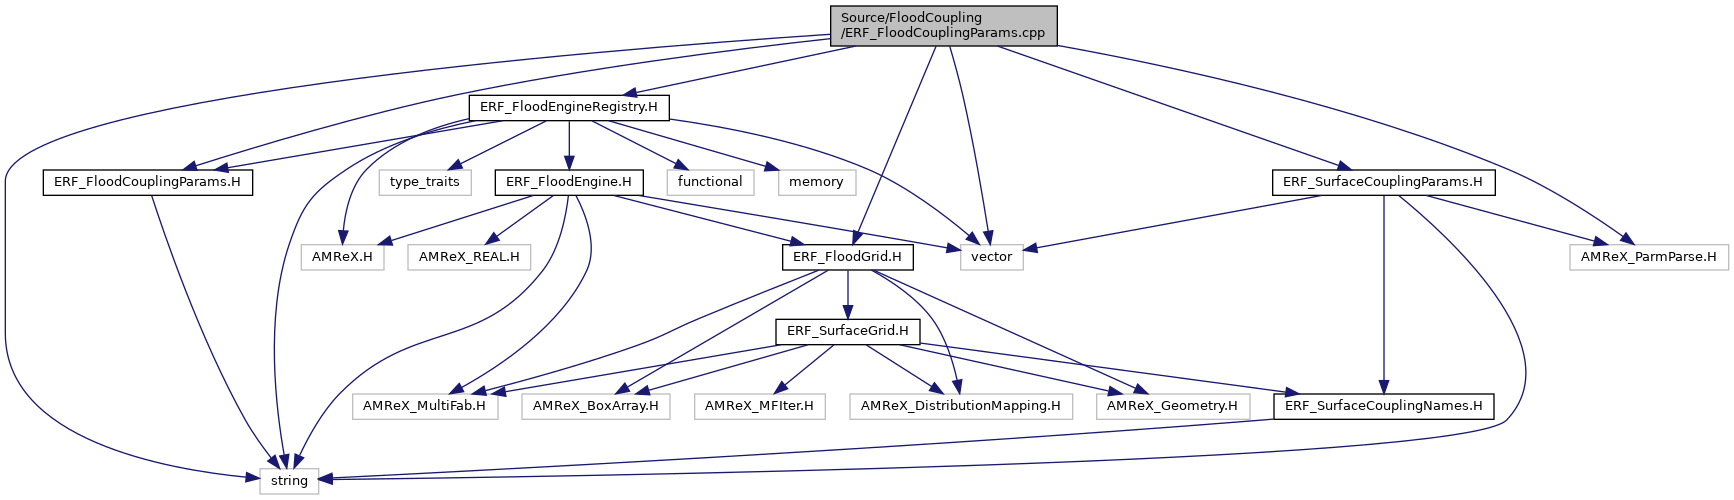 Source/FloodCoupling
/ERF_FloodCouplingParams.cpp
ERF_FloodEngineRegistry.H
ERF_FloodCouplingParams.H
type_traits
ERF_FloodEngine.H
functional
memory
ERF_SurfaceCouplingParams.H
AMReX.H
AMReX_REAL.H
ERF_FloodGrid.H
vector
AMReX_ParmParse.H
ERF_SurfaceGrid.H
AMReX_MultiFab.H
AMReX_BoxArray.H
AMReX_MFIter.H
AMReX_DistributionMapping.H
AMReX_Geometry.H
ERF_SurfaceCouplingNames.H
string